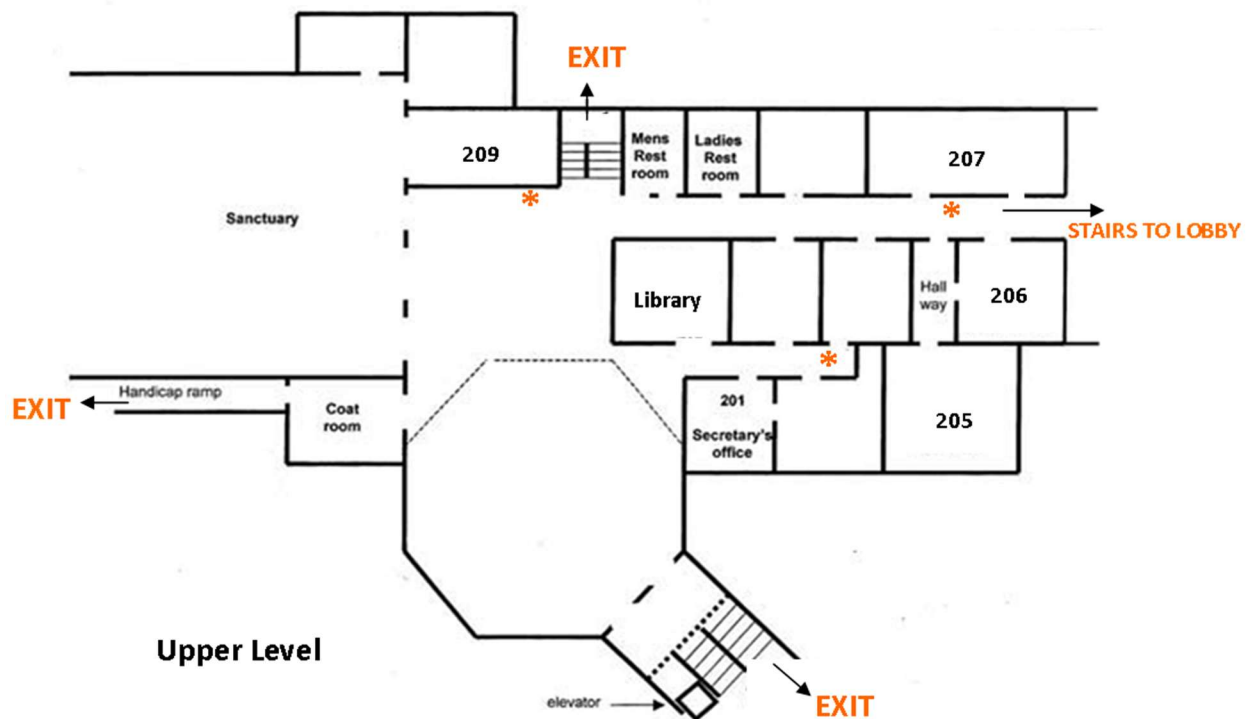 EXIT
Mens
Rest
room
Ladies
Rest
room
209
207
*
*
Sanctuary
STAIRS TO LOBBY
Library
Hall
way
206
*
Handicap ramp
EXIT
Coat
room
201
Secretary's
office
205
Upper Level
elevator
EXIT